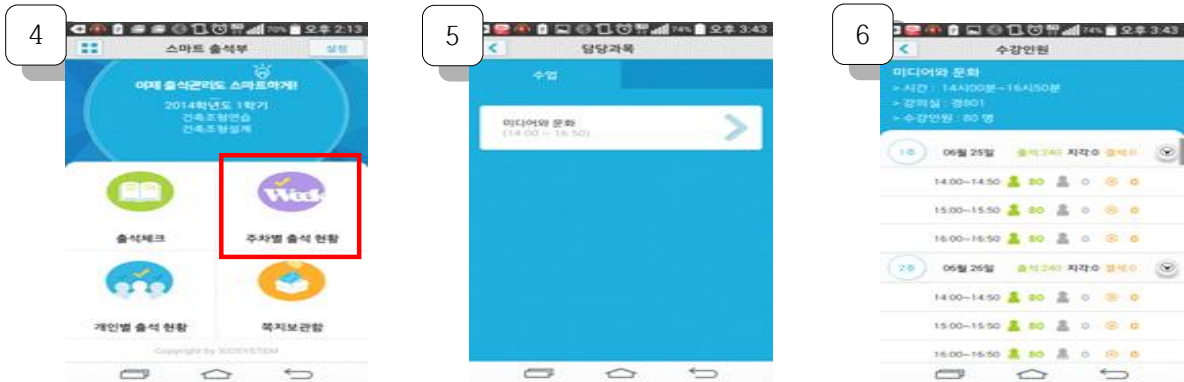 4
70% 오후 2:13
스마트 출석부
설정
이제 출석관리도 스마트하게!
2014학년도 1학기
건축조형연습
건축조형설계
출석체크
Week
주차별 출석 현황
개인별 출석 현황
쪽지보관함
Copyright by
5
74% 오후 3:43
담당과목
수업
미디어와 문화
(14:00 ~ 16:50)
6
74% 오후 3:43
수강인원
미디어와 문화
시간 : 14시00분~16시50분
강의실 : 경801
수강인원 : 80 명
1주 06월 25일 출석:240 지각:0 결석:0
14:00~14:50 80 0 0
15:00~15:50 80 0 0
16:00~16:50 80 0 0
2주 06월 26일 출석:240 지각:0 결석:0
14:00~14:50 80 0 0
15:00~15:50 80 0 0
16:00~16:50 80 0 0